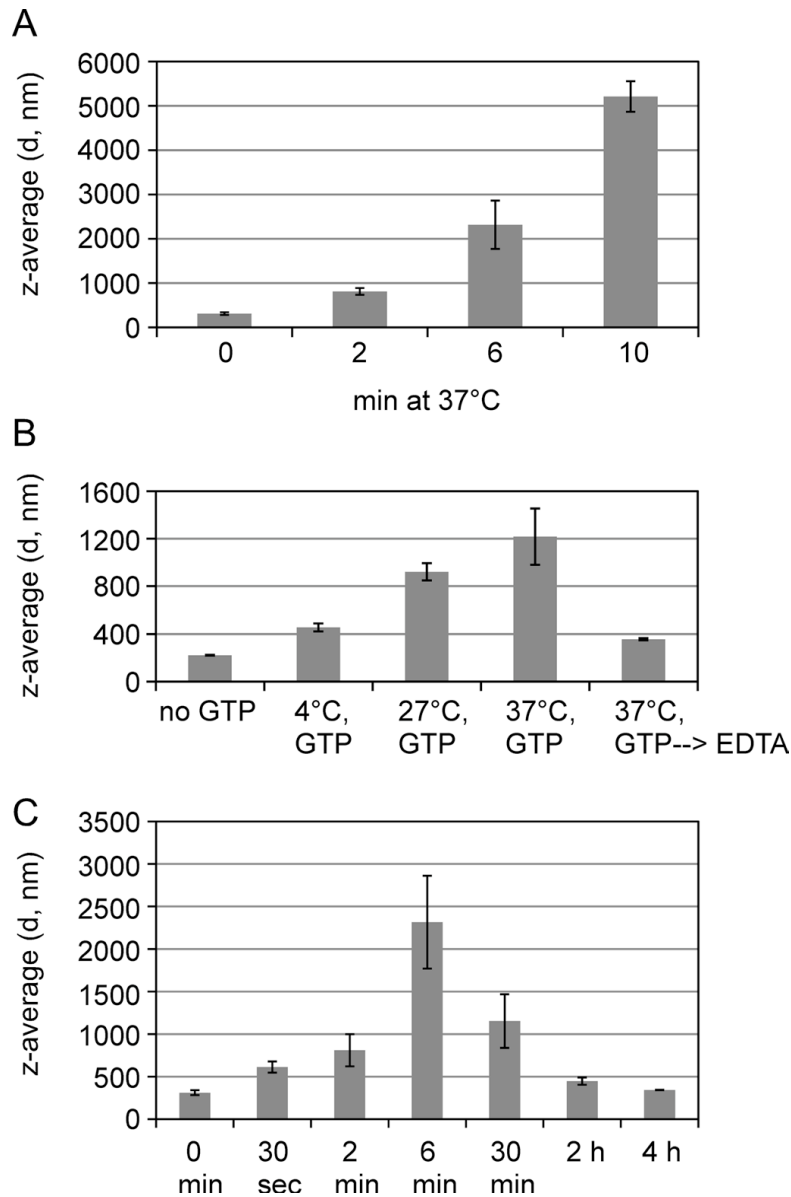 A
z-average (d, nm)
6000
5000
4000
3000
2000
1000
0
0 2 6 10
min at 37°C
B
z-average (d, nm)
1600
1200
800
400
0
no GTP 4°C, 27°C, 37°C, 37°C,
GTP GTP GTP GTP--> EDTA
C
z-average (d, nm)
3500
3000
2500
2000
1500
1000
500
0
0 30 2 6 30 2 h 4 h
min sec min min min